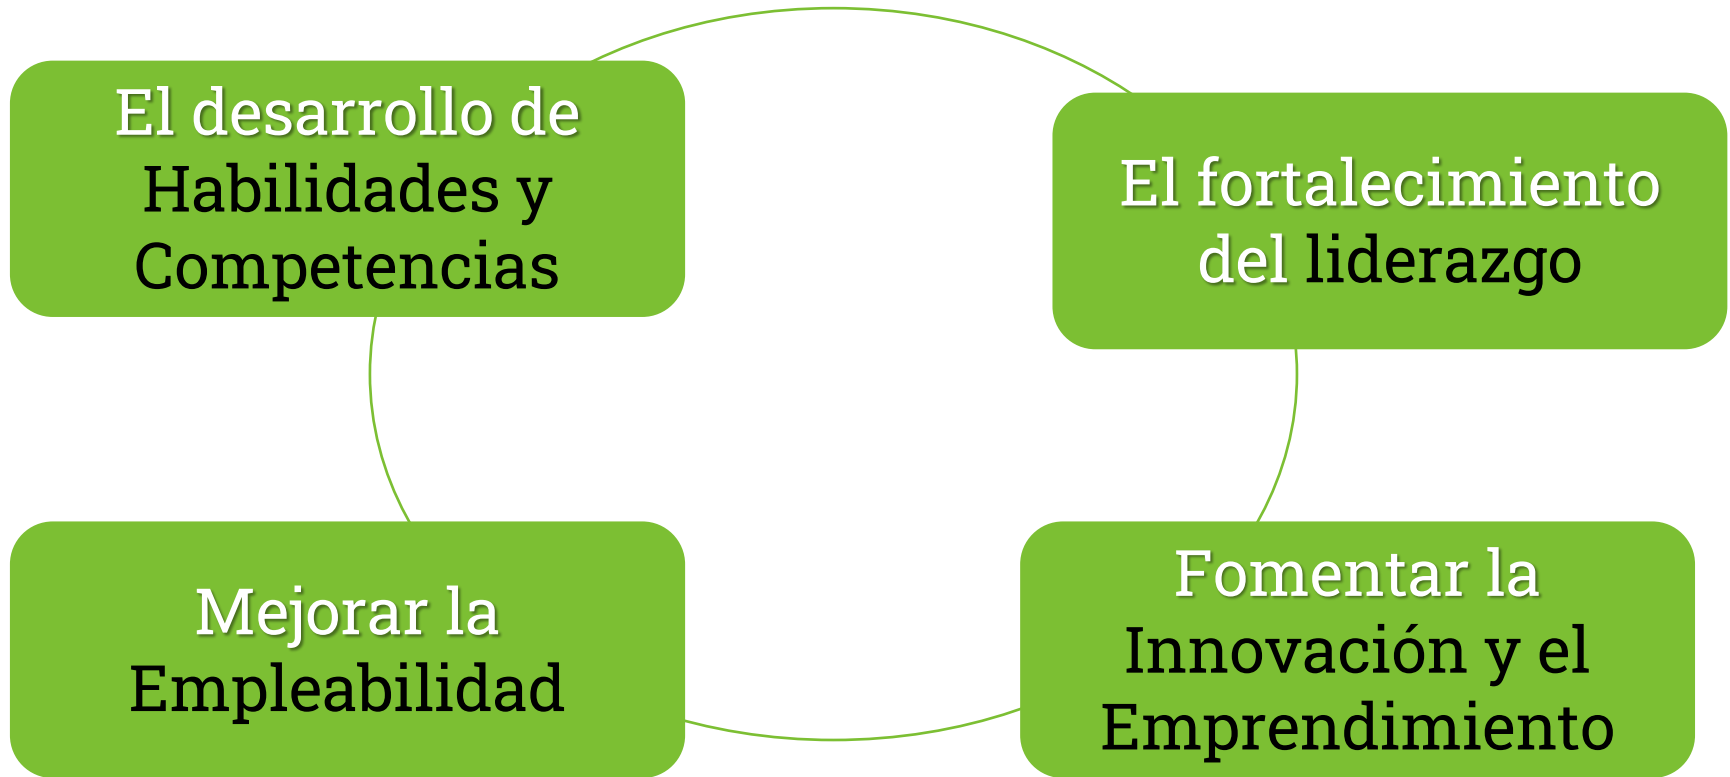 El desarrollo de
Habilidades y
Competencias
El fortalecimiento
del liderazgo
Mejorar la
Empleabilidad
Fomentar la
Innovación y el
Emprendimiento